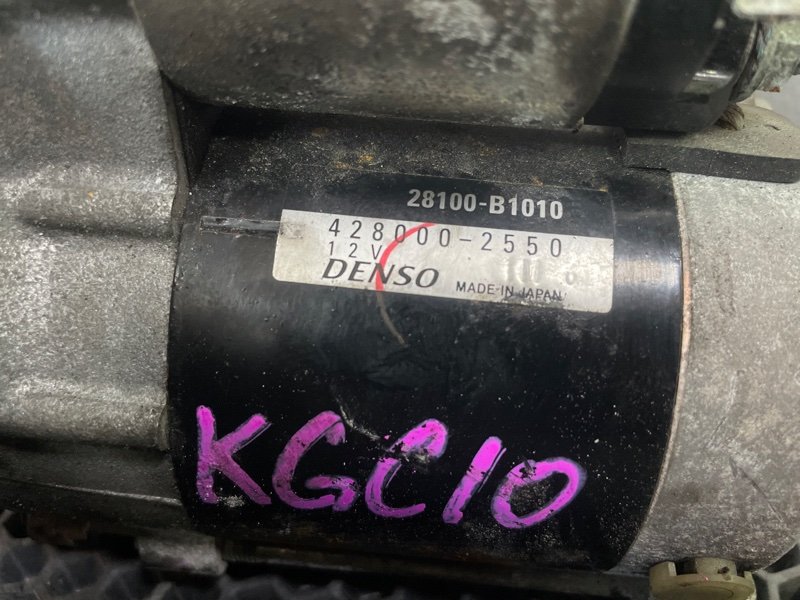 28100-B1010
428000-2550
12V
DENSO MADE IN JAPAN
KGC10